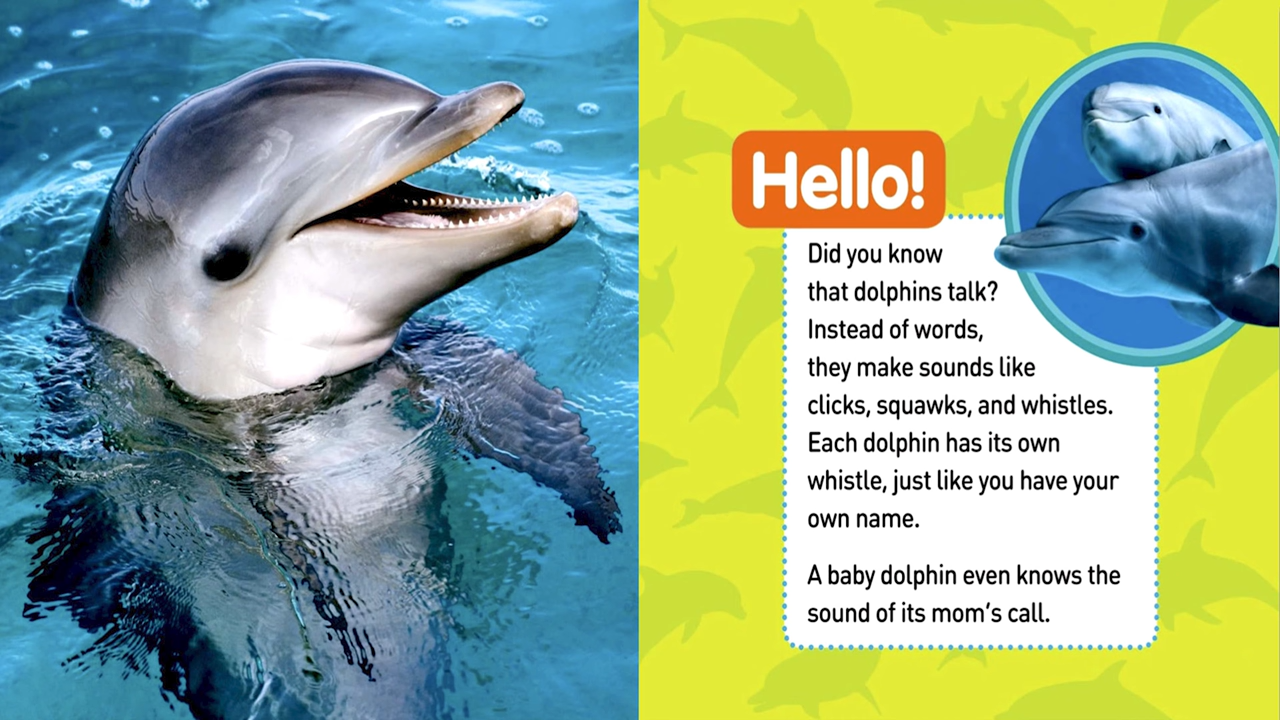 Hello!
Did you know
that dolphins talk?
Instead of words,
they make sounds like
clicks, squawks, and whistles.
Each dolphin has its own
whistle, just like you have your
own name.
A baby dolphin even knows the
sound of its mom's call.